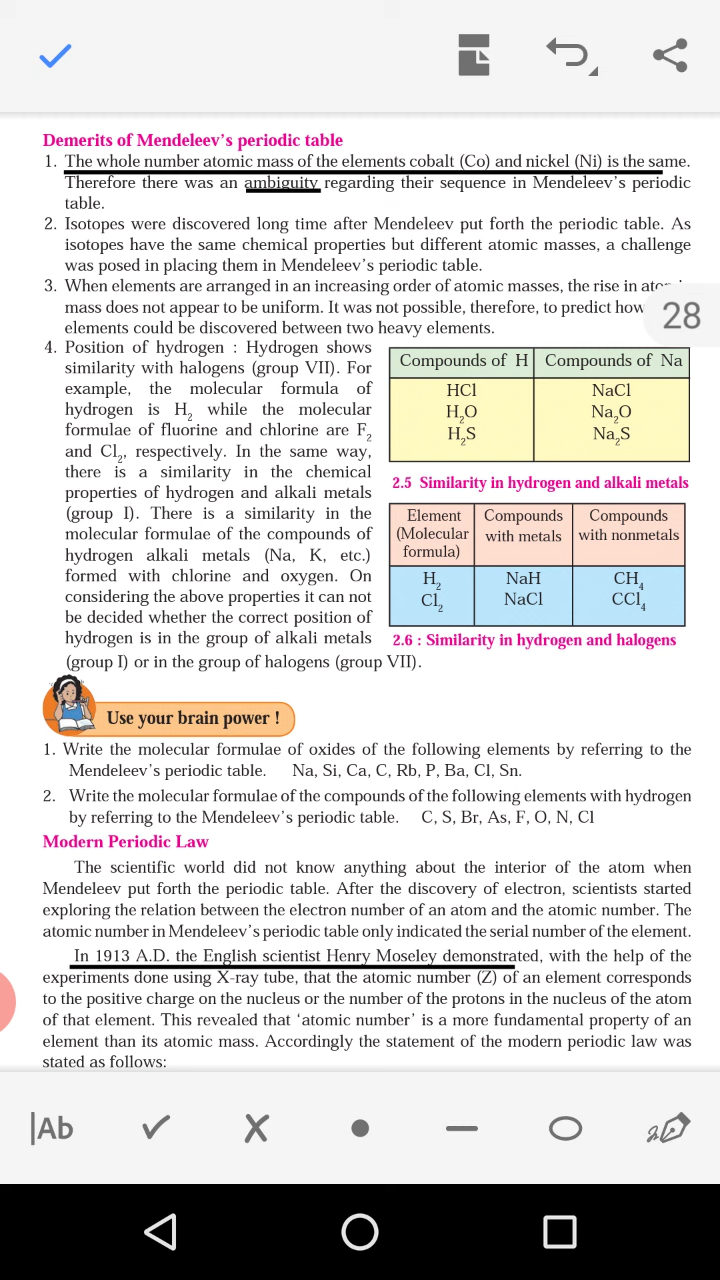 Demerits of Mendeleev's periodic table
1. The whole number atomic mass of the elements cobalt (Co) and nickel (Ni) is the same.
Therefore there was an ambiguity regarding their sequence in Mendeleev's periodic
table.
2. Isotopes were discovered long time after Mendeleev put forth the periodic table. As
isotopes have the same chemical properties but different atomic masses, a challenge
was posed in placing them in Mendeleev's periodic table.
3. When elements are arranged in an increasing order of atomic masses, the rise in
mass does not appear to be uniform. It was not possible, therefore, to predict how
28
elements could be discovered between two heavy elements.
4. Position of hydrogen : Hydrogen shows
similarity with halogens (group VII). For
example, the molecular formula of
hydrogen is H₂ while the molecular
formulae of fluorine and chlorine are F₂
and Cl₂, respectively. In the same way,
there is a similarity in the chemical
properties of hydrogen and alkali metals
(group I). There is a similarity in the
molecular formulae of the compounds of
hydrogen alkali metals (Na, K, etc.)
formed with chlorine and oxygen. On
considering the above properties it can not
be decided whether the correct position of
hydrogen is in the group of alkali metals
(group I) or in the group of halogens (group VII).
Compounds of H Compounds of Na
HCl NaCl
H₂O Na₂O
H₂S Na₂S
2.5 Similarity in hydrogen and alkali metals
Element Compounds Compounds
(Molecular with metals with nonmetals
formula)
H₂ NaH CH₄
Cl₂ NaCl CCl₄
2.6 : Similarity in hydrogen and halogens
Use your brain power !
1. Write the molecular formulae of oxides of the following elements by referring to the
Mendeleev's periodic table. Na, Si, Ca, C, Rb, P, Ba, Cl, Sn.
2. Write the molecular formulae of the compounds of the following elements with hydrogen
by referring to the Mendeleev's periodic table. C, S, Br, As, F, O, N, Cl
Modern Periodic Law
The scientific world did not know anything about the interior of the atom when
Mendeleev put forth the periodic table. After the discovery of electron, scientists started
exploring the relation between the electron number of an atom and the atomic number. The
atomic number in Mendeleev's periodic table only indicated the serial number of the element.
In 1913 A.D. the English scientist Henry Moseley demonstrated, with the help of the
experiments done using X-ray tube, that the atomic number (Z) of an element corresponds
to the positive charge on the nucleus or the number of the protons in the nucleus of the atom
of that element. This revealed that 'atomic number' is a more fundamental property of an
element than its atomic mass. Accordingly the statement of the modern periodic law was
stated as follows:
|Ab